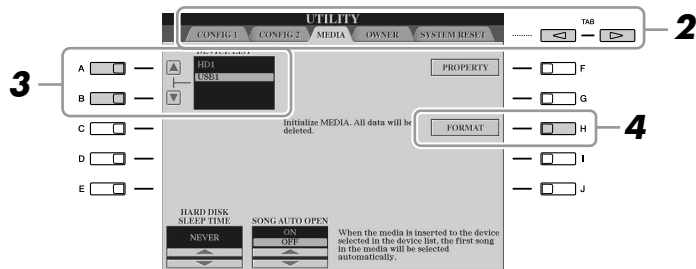 UTILITY
CONFIG 1 CONFIG 2 MEDIA OWNER SYSTEM RESET
TAB
2
DEVICE LIST
3
A
HD1
PROPERTY
F
USB1
B
G
C
Initialize MEDIA. All data will be
deleted.
FORMAT
H
4
D
I
E
J
HARD DISK
SLEEP TIME
NEVER
SONG AUTO OPEN
ON
OFF
When the media is inserted to the device
selected in the device list, the first song
in the media will be selected
automatically.